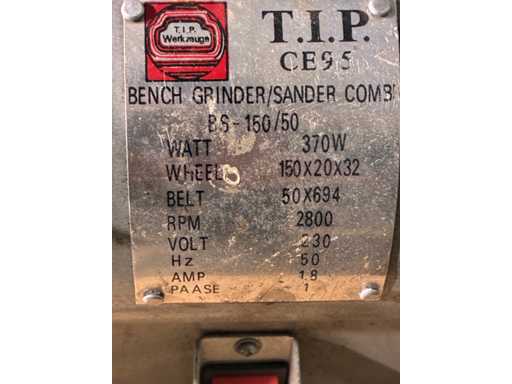 T.I.P.
Werkzeuge
T.I.P.
CE95
BENCH GRINDER/SANDER COMBI
BS-150/50
WATT 370W
WHEEL 150X20X32
BELT 50X694
RPM 2800
VOLT 230
Hz 50
AMP 1.8
PAASE 1